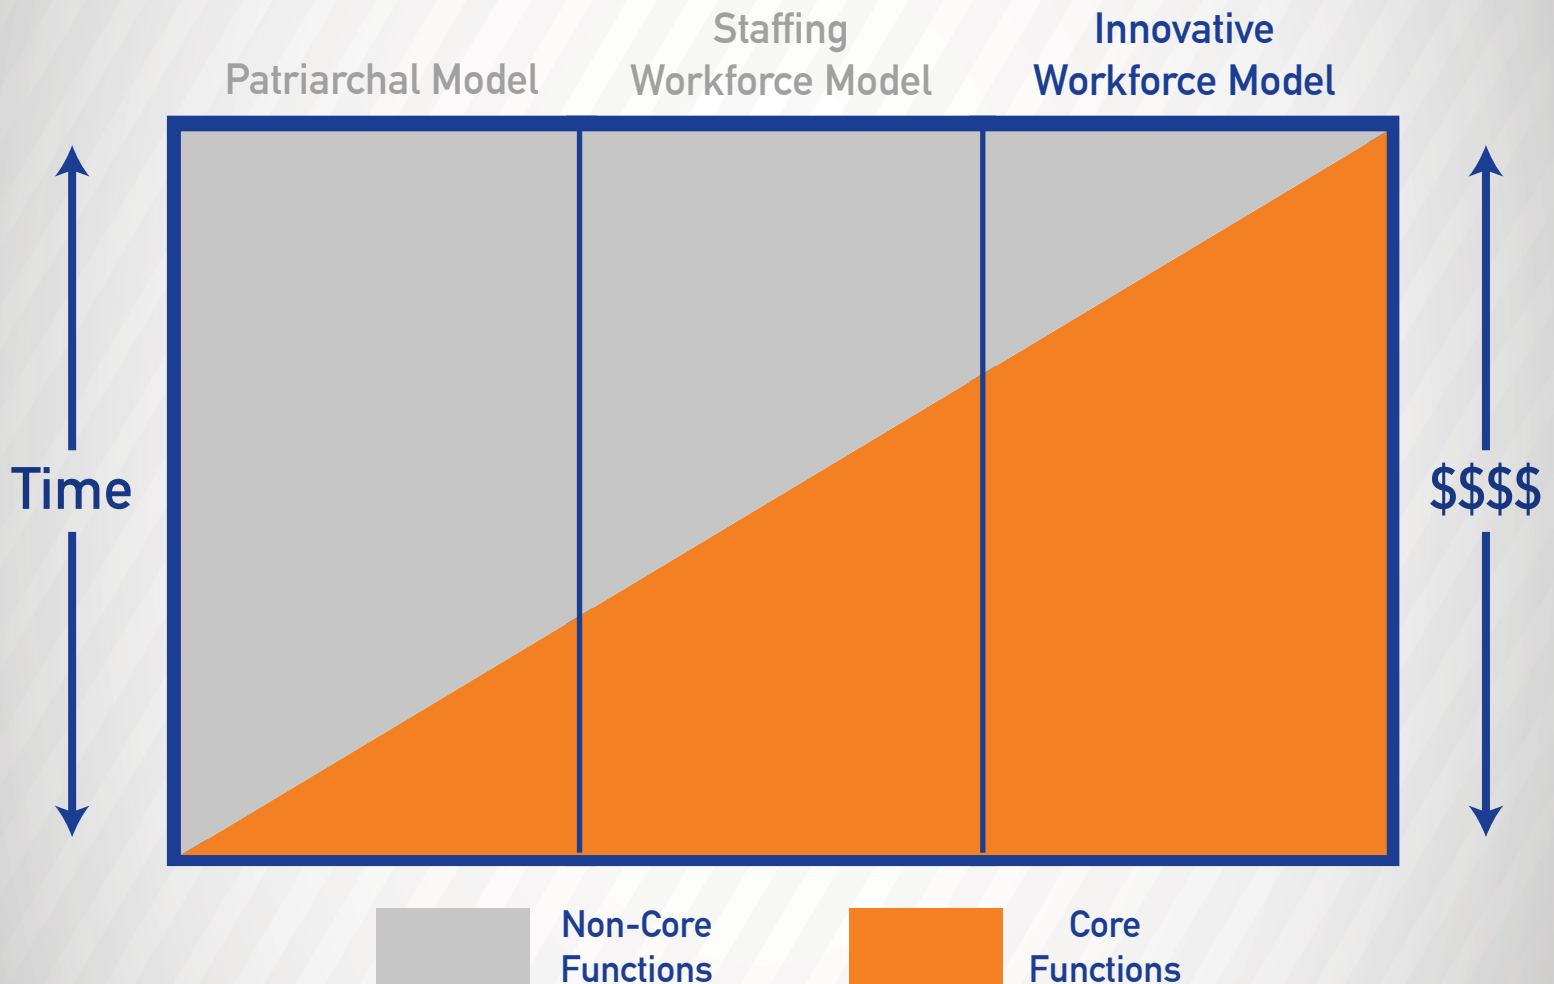 Patriarchal Model
Staffing
Workforce Model
Innovative
Workforce Model
Time
$$$$
Non-Core
Functions
Core
Functions